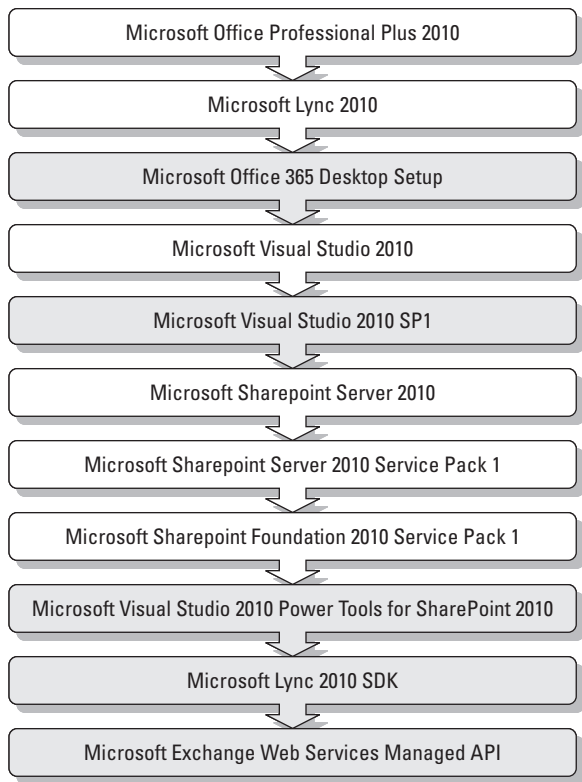 Microsoft Office Professional Plus 2010
Microsoft Lync 2010
Microsoft Office 365 Desktop Setup
Microsoft Visual Studio 2010
Microsoft Visual Studio 2010 SP1
Microsoft Sharepoint Server 2010
Microsoft Sharepoint Server 2010 Service Pack 1
Microsoft Sharepoint Foundation 2010 Service Pack 1
Microsoft Visual Studio 2010 Power Tools for SharePoint 2010
Microsoft Lync 2010 SDK
Microsoft Exchange Web Services Managed API